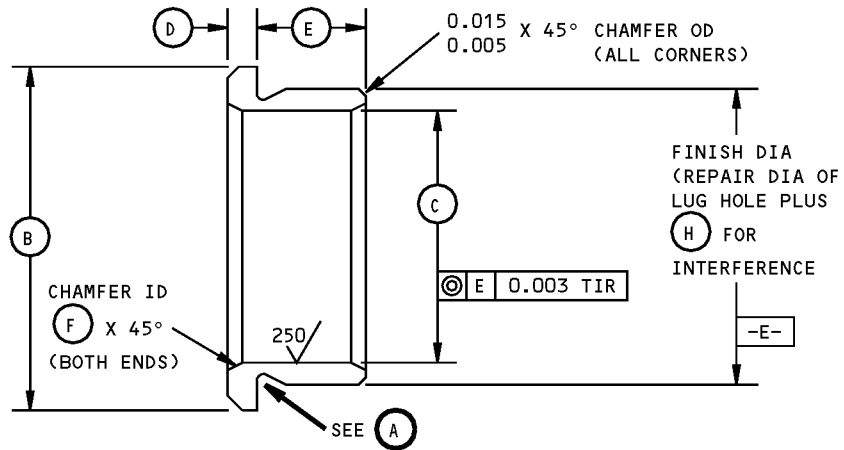 D
E
0.015
0.005
X 45° CHAMFER OD
(ALL CORNERS)
FINISH DIA
(REPAIR DIA OF
LUG HOLE PLUS
H FOR
INTERFERENCE
B
C
◎ E 0.003 TIR
CHAMFER ID
F X 45°
(BOTH ENDS)
250
-E-
SEE A